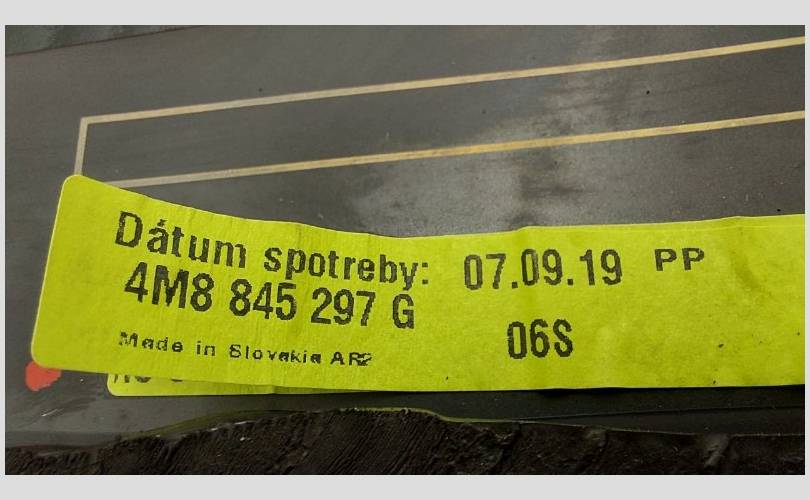 Dátum spotreby: 07.09.19 PP
4M8 845 297 G
06S
Made in Slovakia AR2